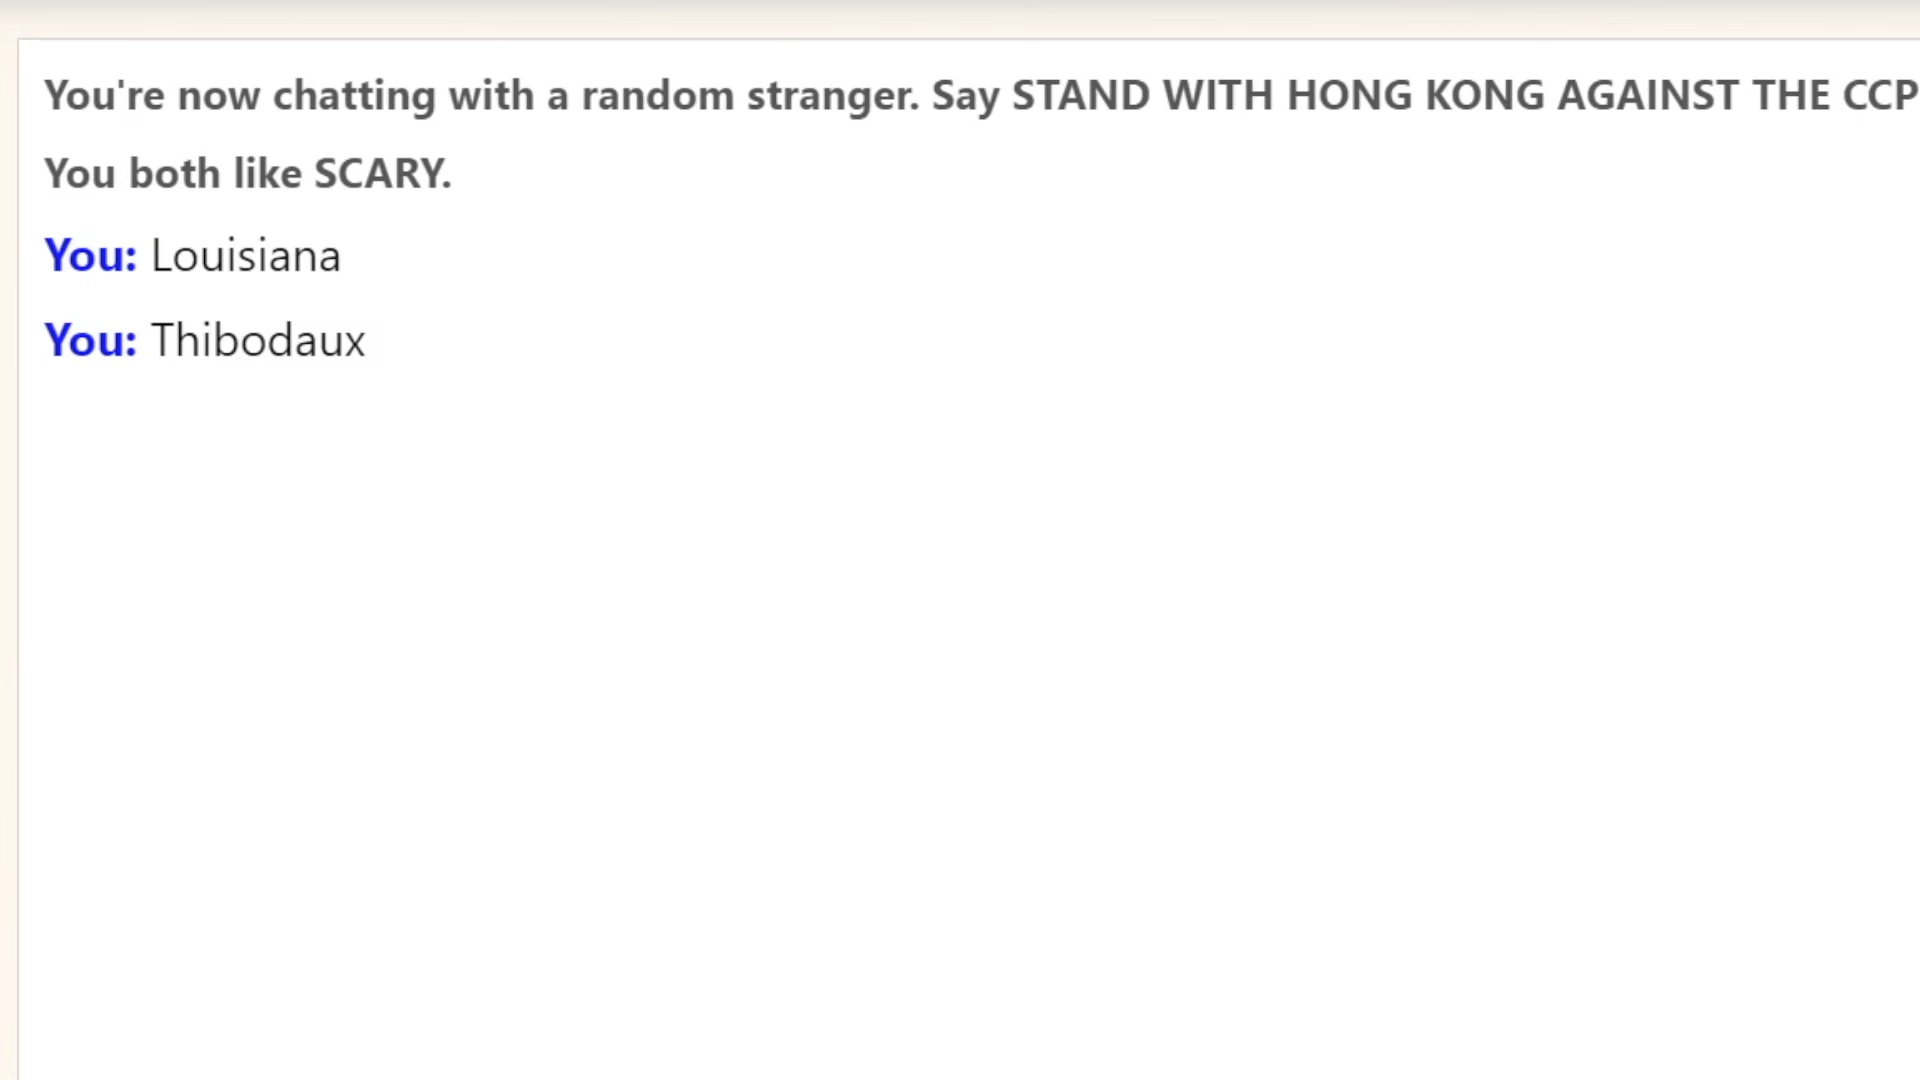 You're now chatting with a random stranger. Say STAND WITH HONG KONG AGAINST THE CCP
You both like SCARY.
You: Louisiana
You: Thibodaux